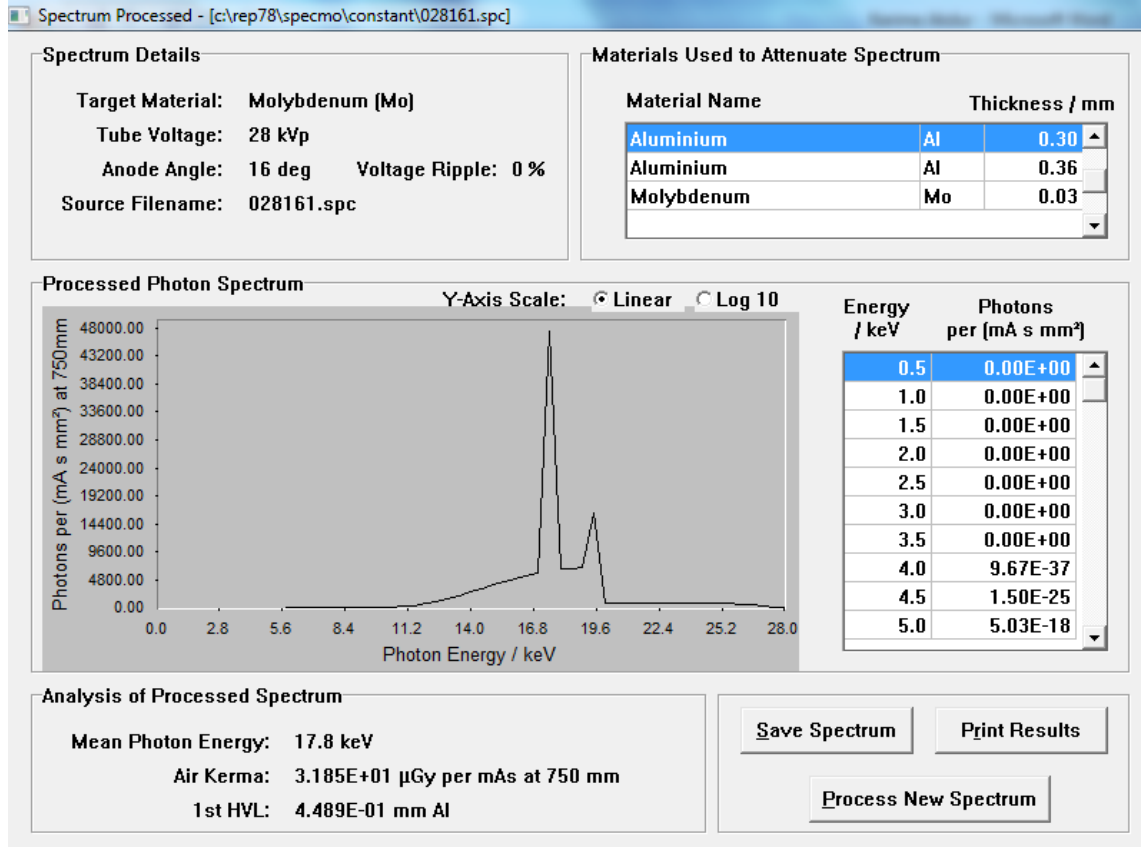 Spectrum Processed - [c:\rep78\specmo\constant\028161.spc]
Spectrum Details
Target Material: Molybdenum (Mo)
Tube Voltage: 28 kVp
Anode Angle: 16 deg Voltage Ripple: 0 %
Source Filename: 028161.spc
Materials Used to Attenuate Spectrum
Material Name Thickness / mm
Aluminium Al 0.30
Aluminium Al 0.36
Molybdenum Mo 0.03
Processed Photon Spectrum
Y-Axis Scale: Linear Log 10
Photons per (mA s mm²) at 750mm
48000.00
43200.00
38400.00
33600.00
28800.00
24000.00
19200.00
14400.00
9600.00
4800.00
0.00
0.0 2.8 5.6 8.4 11.2 14.0 16.8 19.6 22.4 25.2 28.0
Photon Energy / keV
Energy Photons
/ keV per (mA s mm²)
0.5 0.00E+00
1.0 0.00E+00
1.5 0.00E+00
2.0 0.00E+00
2.5 0.00E+00
3.0 0.00E+00
3.5 0.00E+00
4.0 9.67E-37
4.5 1.50E-25
5.0 5.03E-18
Analysis of Processed Spectrum
Mean Photon Energy: 17.8 keV
Air Kerma: 3.185E+01 µGy per mAs at 750 mm
1st HVL: 4.489E-01 mm Al
Save Spectrum Print Results
Process New Spectrum